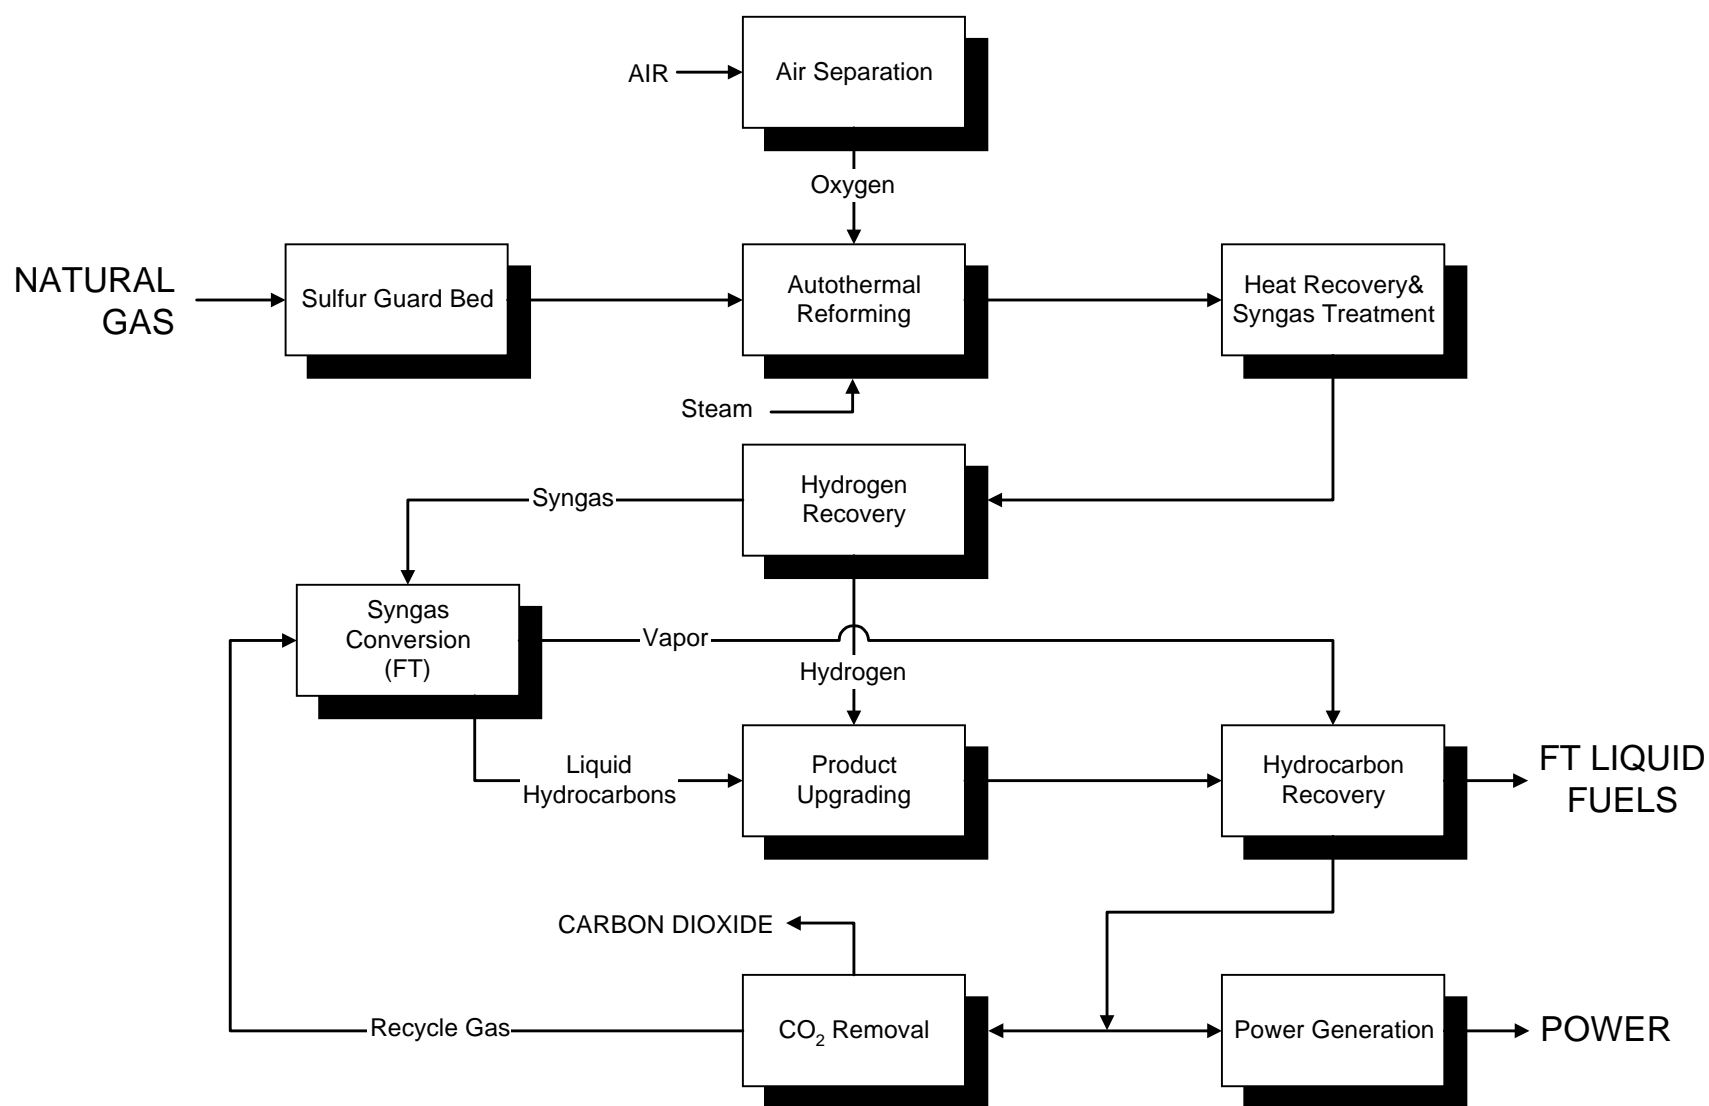 AIR
Air Separation
Oxygen
NATURAL
GAS
Sulfur Guard Bed
Autothermal
Reforming
Heat Recovery&
Syngas Treatment
Steam
Hydrogen
Recovery
Syngas
Syngas
Conversion
(FT)
Vapor
Hydrogen
Liquid
Hydrocarbons
Product
Upgrading
Hydrocarbon
Recovery
FT LIQUID
FUELS
CARBON DIOXIDE
Recycle Gas
CO₂ Removal
Power Generation
POWER